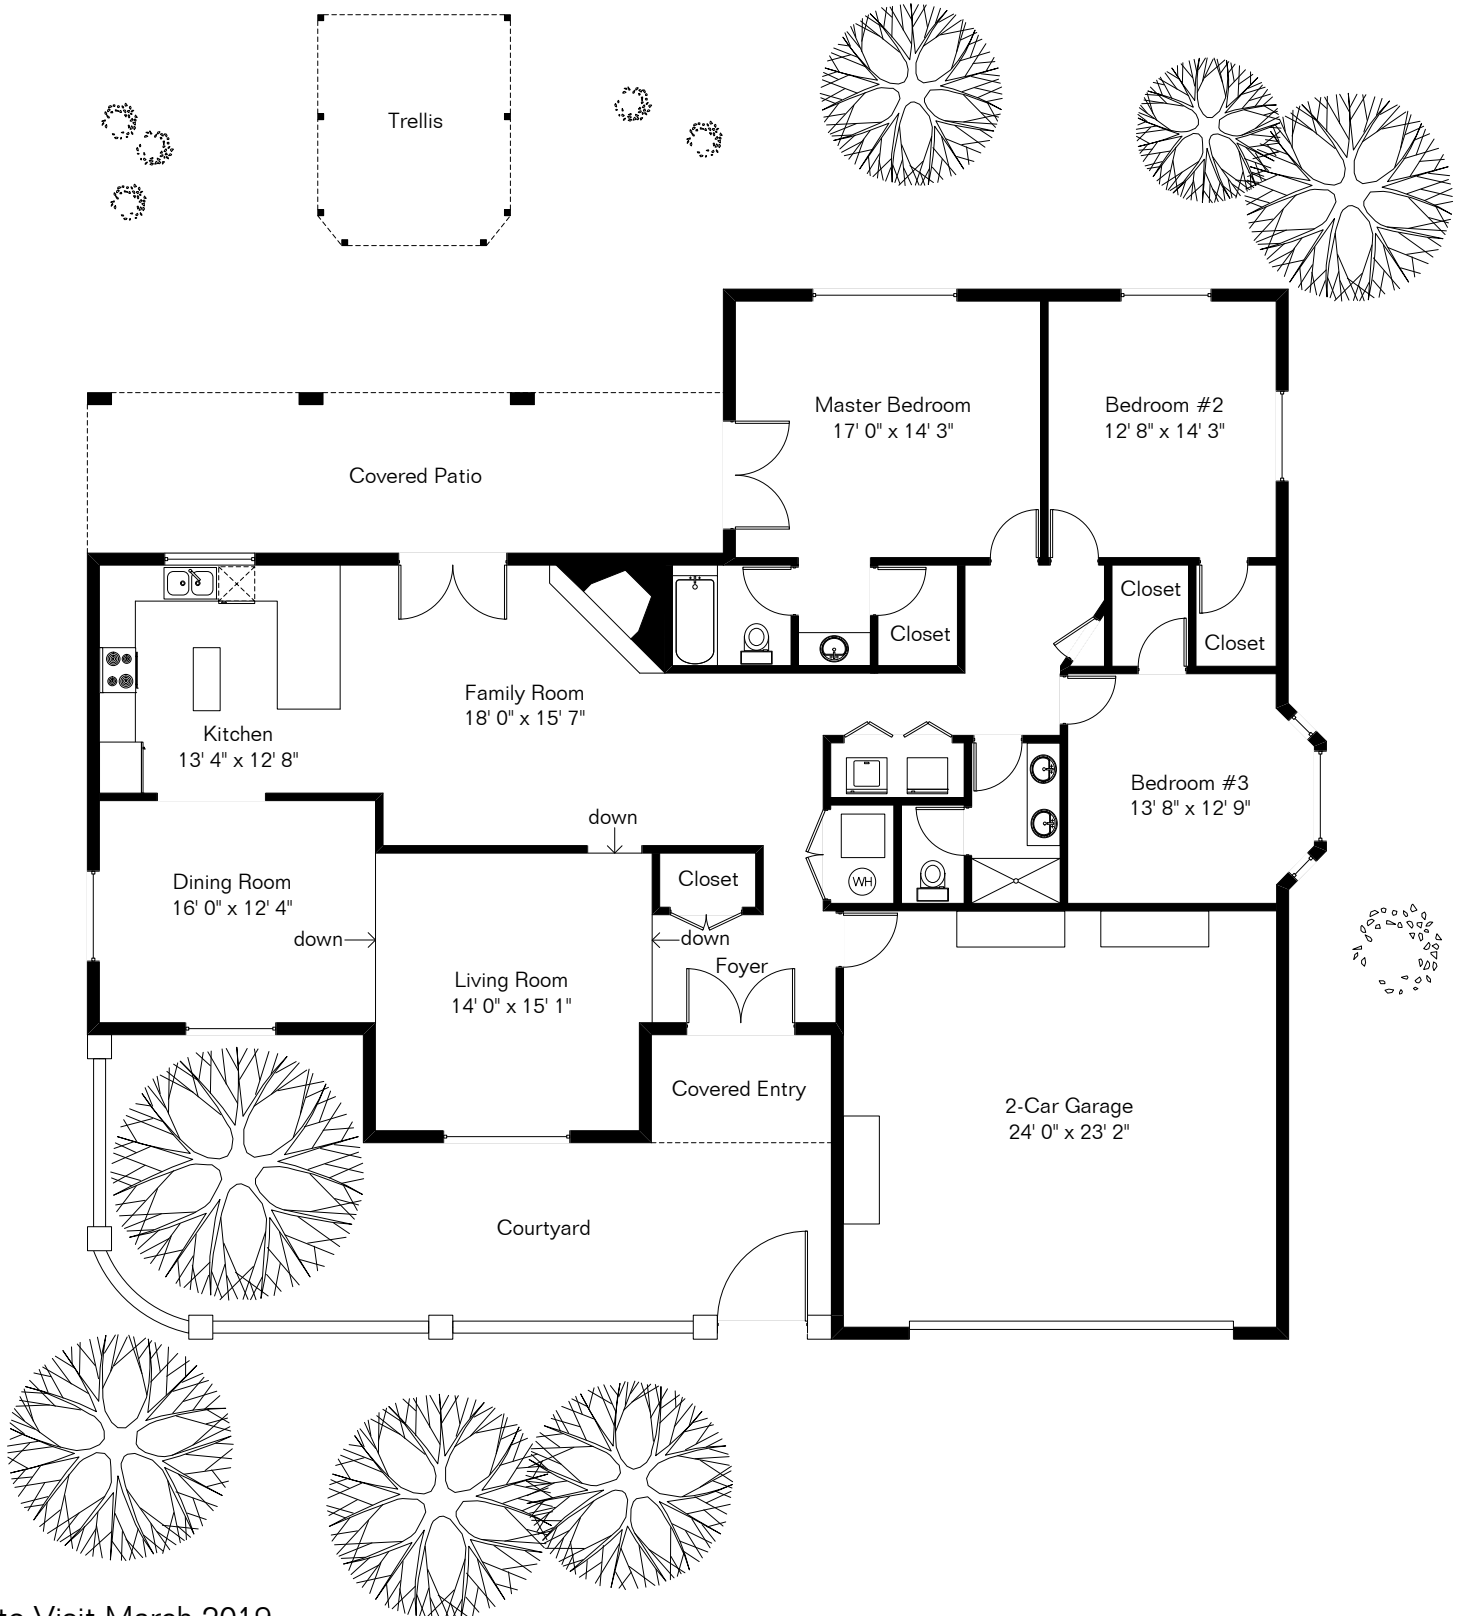 Trellis
Master Bedroom
17' 0" x 14' 3"
Bedroom #2
12' 8" x 14' 3"
Covered Patio
Closet
Closet
Closet
Family Room
18' 0" x 15' 7"
Kitchen
13' 4" x 12' 8"
Bedroom #3
13' 8" x 12' 9"
down
Closet
Dining Room
16' 0" x 12' 4"
WH
down
down
Foyer
Living Room
14' 0" x 15' 1"
Covered Entry
2-Car Garage
24' 0" x 23' 2"
Courtyard
Visit March 2019